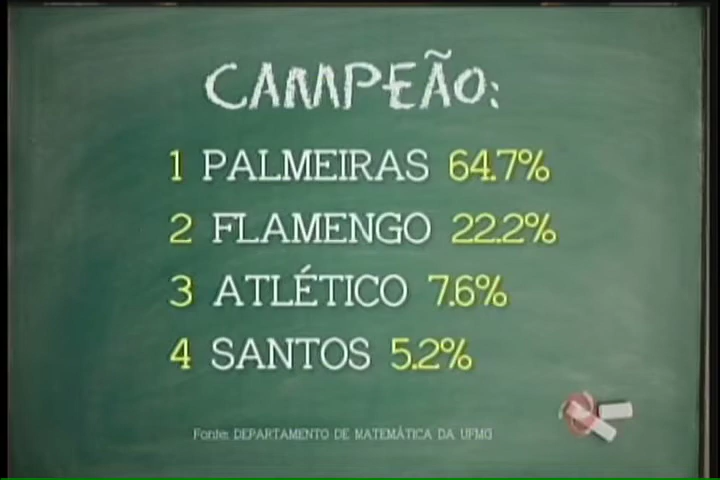 CAMPEÃO:
1 PALMEIRAS 64.7%
2 FLAMENGO 22.2%
3 ATLÉTICO 7.6%
4 SANTOS 5.2%
Fonte: DEPARTAMENTO DE MATEMÁTICA DA UFMG